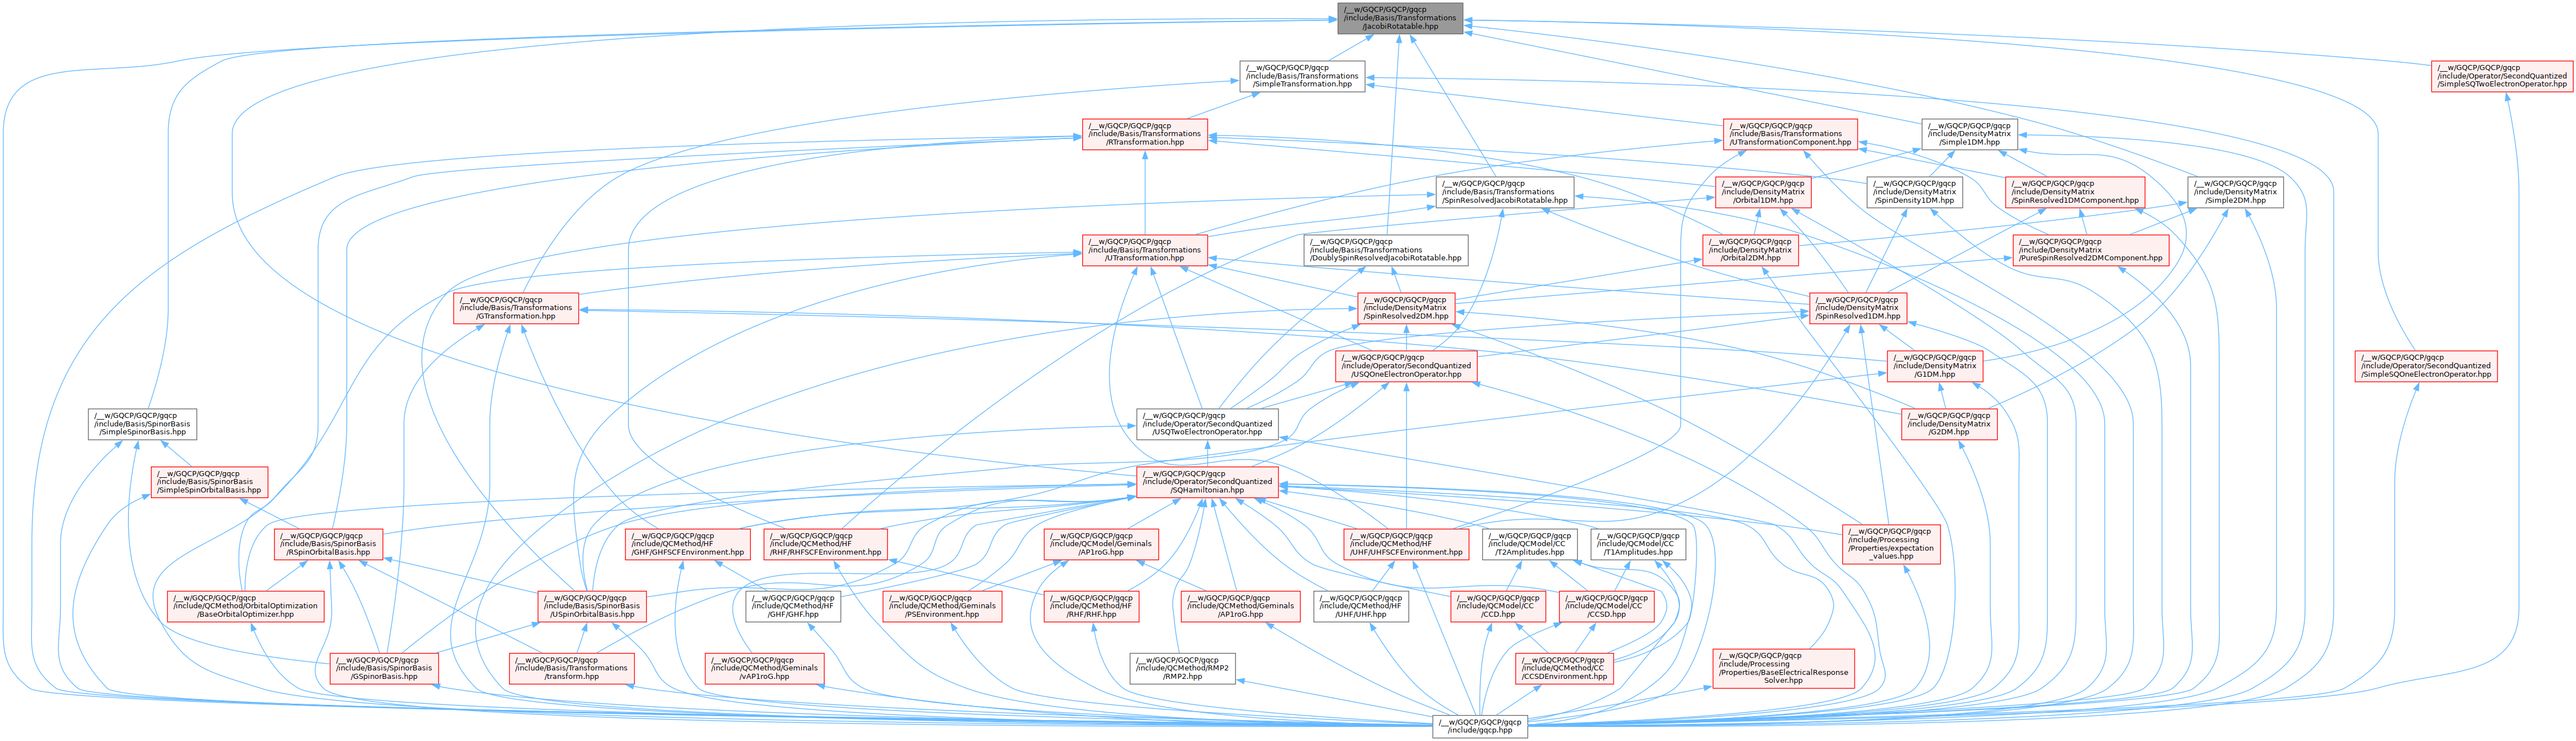 /__w/GQCP/GQCP/gqcp
/include/Basis/Transformations
/JacobiRotatable.hpp
/__w/GQCP/GQCP/gqcp
/include/Basis/Transformations
/SimpleTransformation.hpp
/__w/GQCP/GQCP/gqcp
/include/Operator/SecondQuantized
/SimpleSQTwoElectronOperator.hpp
/__w/GQCP/GQCP/gqcp
/include/Basis/Transformations
/RTransformation.hpp
/__w/GQCP/GQCP/gqcp
/include/Basis/Transformations
/UTransformationComponent.hpp
/__w/GQCP/GQCP/gqcp
/include/DensityMatrix
/Simple1DM.hpp
/__w/GQCP/GQCP/gqcp
/include/Basis/Transformations
/SpinResolvedJacobiRotatable.hpp
/__w/GQCP/GQCP/gqcp
/include/DensityMatrix
/Orbital1DM.hpp
/__w/GQCP/GQCP/gqcp
/include/DensityMatrix
/SpinDensity1DM.hpp
/__w/GQCP/GQCP/gqcp
/include/DensityMatrix
/SpinResolved1DMComponent.hpp
/__w/GQCP/GQCP/gqcp
/include/DensityMatrix
/Simple2DM.hpp
/__w/GQCP/GQCP/gqcp
/include/Basis/Transformations
/UTransformation.hpp
/__w/GQCP/GQCP/gqcp
/include/Basis/Transformations
/DoublySpinResolvedJacobiRotatable.hpp
/__w/GQCP/GQCP/gqcp
/include/DensityMatrix
/Orbital2DM.hpp
/__w/GQCP/GQCP/gqcp
/include/DensityMatrix
/PureSpinResolved2DMComponent.hpp
/__w/GQCP/GQCP/gqcp
/include/Basis/Transformations
/GTransformation.hpp
/__w/GQCP/GQCP/gqcp
/include/DensityMatrix
/SpinResolved2DM.hpp
/__w/GQCP/GQCP/gqcp
/include/DensityMatrix
/SpinResolved1DM.hpp
/__w/GQCP/GQCP/gqcp
/include/Operator/SecondQuantized
/USQOneElectronOperator.hpp
/__w/GQCP/GQCP/gqcp
/include/DensityMatrix
/G1DM.hpp
/__w/GQCP/GQCP/gqcp
/include/Operator/SecondQuantized
/SimpleSQOneElectronOperator.hpp
/__w/GQCP/GQCP/gqcp
/include/Basis/SpinorBasis
/SimpleSpinorBasis.hpp
/__w/GQCP/GQCP/gqcp
/include/Operator/SecondQuantized
/USQTwoElectronOperator.hpp
/__w/GQCP/GQCP/gqcp
/include/DensityMatrix
/G2DM.hpp
/__w/GQCP/GQCP/gqcp
/include/Basis/SpinorBasis
/SimpleSpinOrbitalBasis.hpp
/__w/GQCP/GQCP/gqcp
/include/Operator/SecondQuantized
/SQHamiltonian.hpp
/__w/GQCP/GQCP/gqcp
/include/Basis/SpinorBasis
/RSpinOrbitalBasis.hpp
/__w/GQCP/GQCP/gqcp
/include/QCMethod/HF
/GHF/GHFSCFEnvironment.hpp
/__w/GQCP/GQCP/gqcp
/include/QCMethod/HF
/RHF/RHFSCFEnvironment.hpp
/__w/GQCP/GQCP/gqcp
/include/QCModel/Geminals
/AP1roG.hpp
/__w/GQCP/GQCP/gqcp
/include/QCMethod/HF
/UHF/UHFSCFEnvironment.hpp
/__w/GQCP/GQCP/gqcp
/include/QCModel/CC
/T2Amplitudes.hpp
/__w/GQCP/GQCP/gqcp
/include/QCModel/CC
/T1Amplitudes.hpp
/__w/GQCP/GQCP/gqcp
/include/Processing
/Properties/expectation
_values.hpp
/__w/GQCP/GQCP/gqcp
/include/QCMethod/OrbitalOptimization
/BaseOrbitalOptimizer.hpp
/__w/GQCP/GQCP/gqcp
/include/Basis/SpinorBasis
/USpinOrbitalBasis.hpp
/__w/GQCP/GQCP/gqcp
/include/QCMethod/HF
/GHF/GHF.hpp
/__w/GQCP/GQCP/gqcp
/include/QCMethod/Geminals
/PSEnvironment.hpp
/__w/GQCP/GQCP/gqcp
/include/QCMethod/HF
/RHF/RHF.hpp
/__w/GQCP/GQCP/gqcp
/include/QCMethod/Geminals
/AP1roG.hpp
/__w/GQCP/GQCP/gqcp
/include/QCMethod/HF
/UHF/UHF.hpp
/__w/GQCP/GQCP/gqcp
/include/QCModel/CC
/CCD.hpp
/__w/GQCP/GQCP/gqcp
/include/QCModel/CC
/CCSD.hpp
/__w/GQCP/GQCP/gqcp
/include/Basis/SpinorBasis
/GSpinorBasis.hpp
/__w/GQCP/GQCP/gqcp
/include/Basis/Transformations
/transform.hpp
/__w/GQCP/GQCP/gqcp
/include/QCMethod/Geminals
/vAP1roG.hpp
/__w/GQCP/GQCP/gqcp
/include/QCMethod/RMP2
/RMP2.hpp
/__w/GQCP/GQCP/gqcp
/include/QCMethod/CC
/CCSDEnvironment.hpp
/__w/GQCP/GQCP/gqcp
/include/Processing
/Properties/BaseElectricalResponse
Solver.hpp
/__w/GQCP/GQCP/gqcp
/include/gqcp.hpp